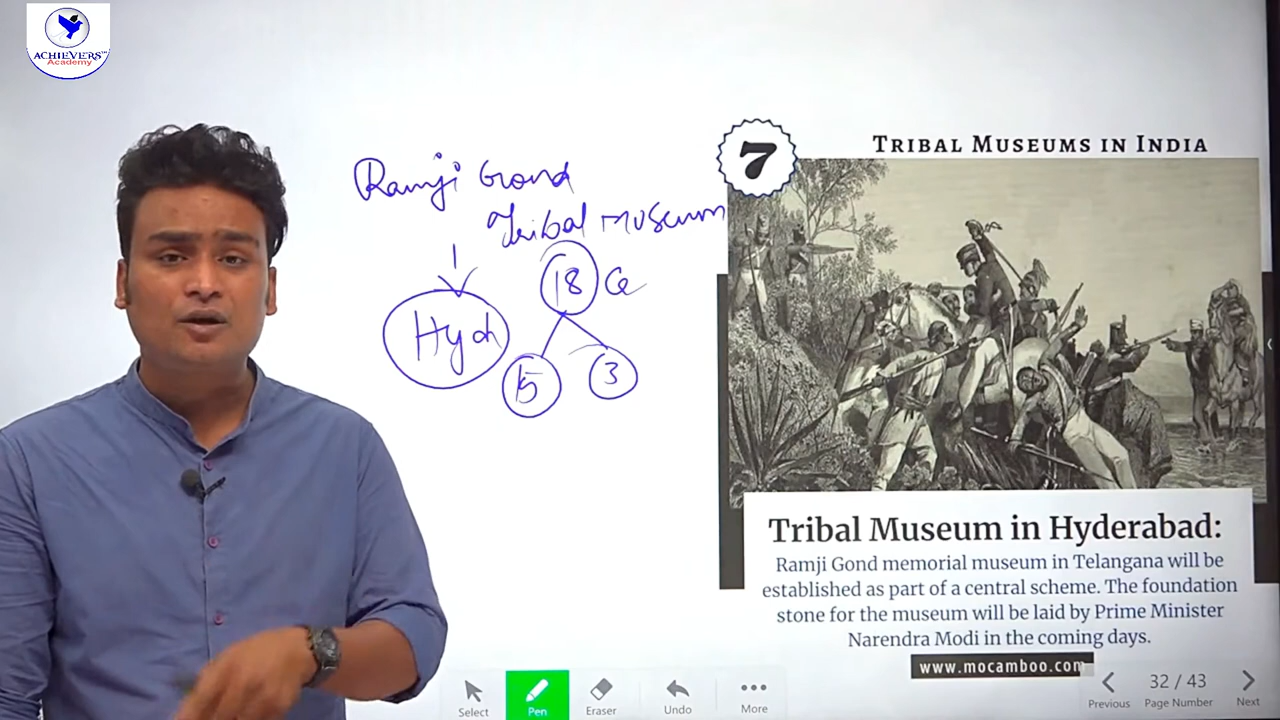 ACHIEVERS™
Academy
Ramji Gond
Tribal Museum
18 Ce
Hyd
15
3
7
TRIBAL MUSEUMS IN INDIA
Tribal Museum in Hyderabad:
Ramji Gond memorial museum in Telangana will be
established as part of a central scheme. The foundation
stone for the museum will be laid by Prime Minister
Narendra Modi in the coming days.
www.mocamboo.com
Select
Pen
Eraser
Undo
More
Previous
32 / 43
Page Number
Next